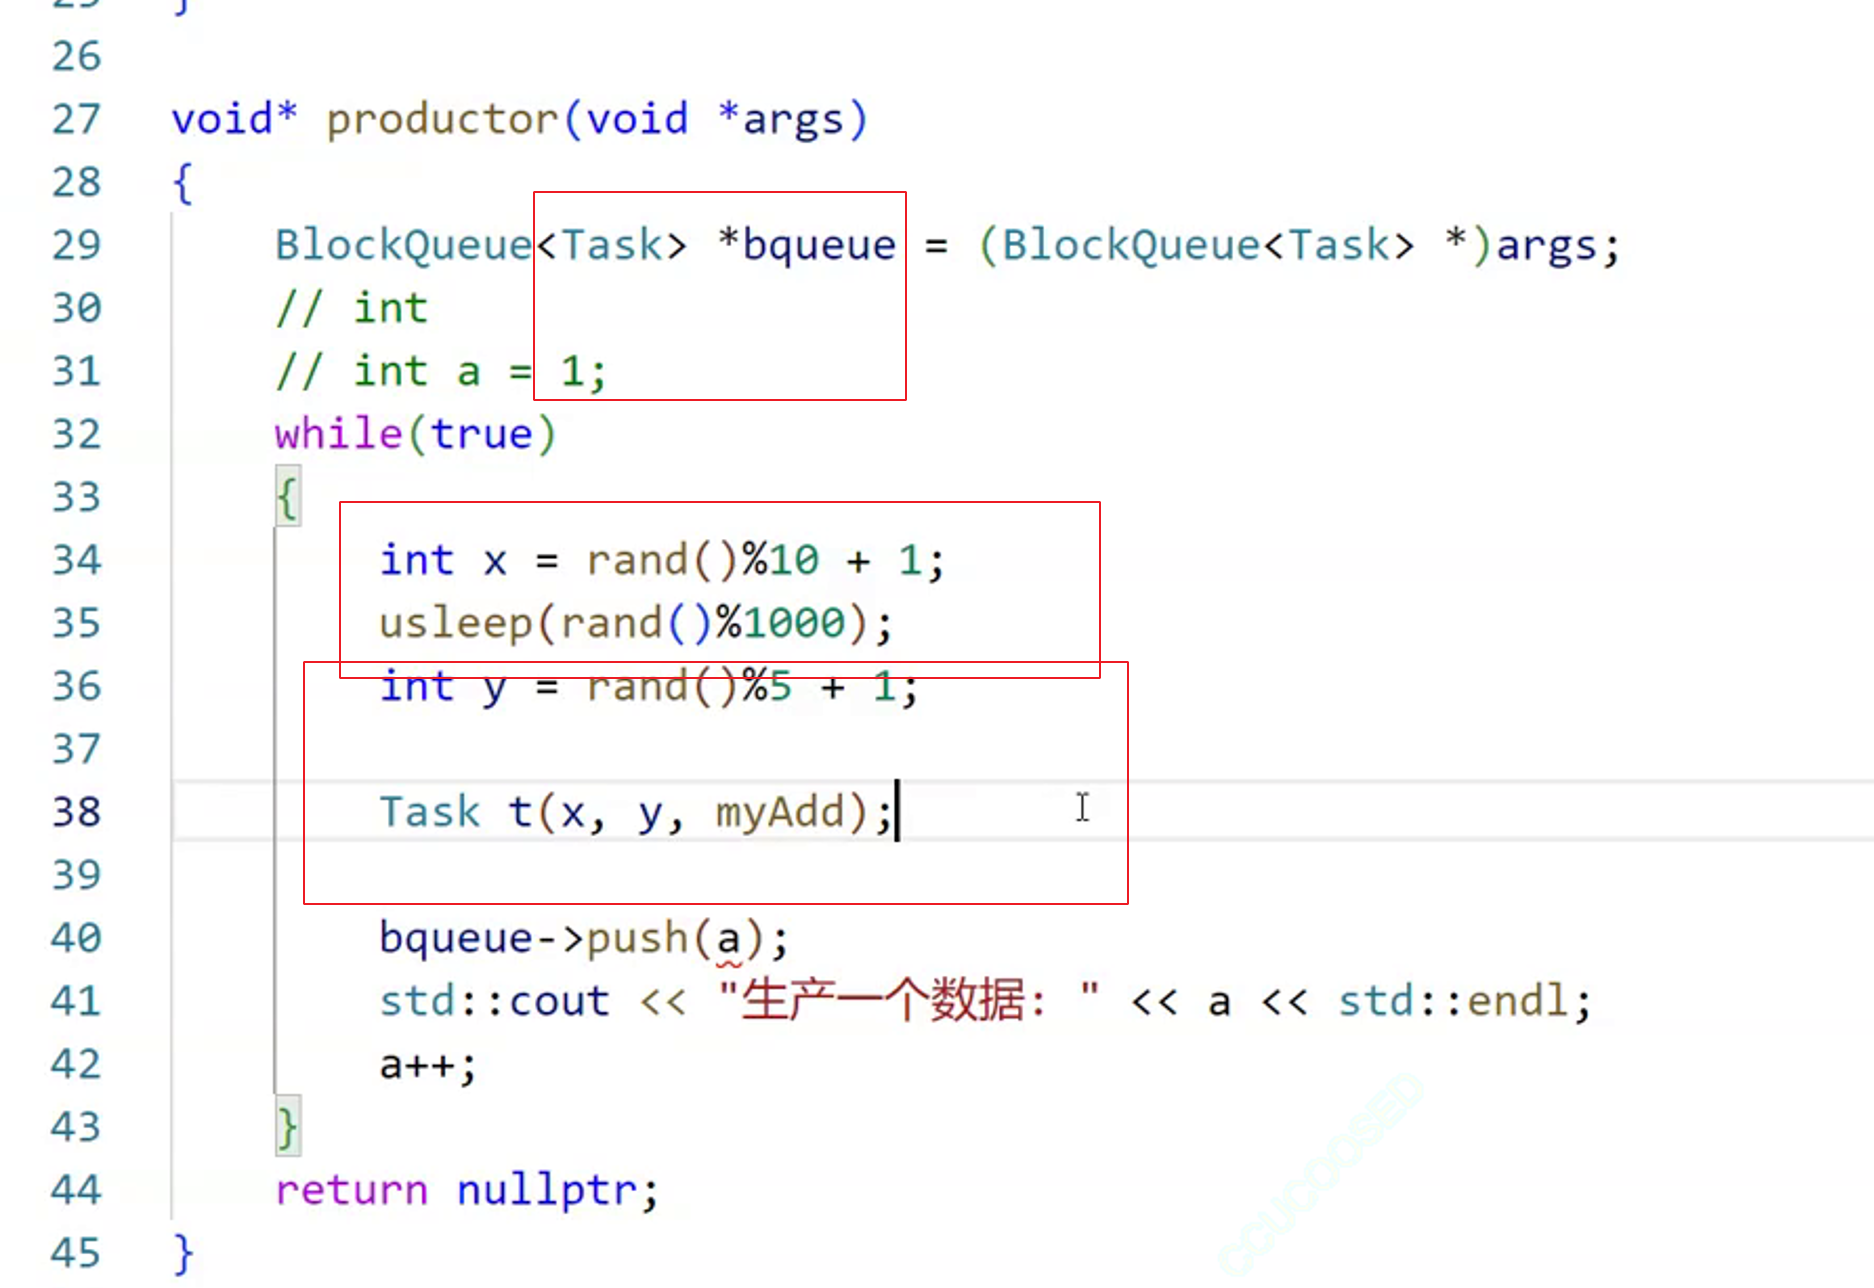 25 }
26
27 void* productor(void *args)
28 {
29 BlockQueue<Task> *bqueue = (BlockQueue<Task> *)args;
30 // int
31 // int a = 1;
32 while(true)
33 {
34 int x = rand()%10 + 1;
35 usleep(rand()%1000);
36 int y = rand()%5 + 1;
37
38 Task t(x, y, myAdd);
39
40 bqueue->push(a);
41 std::cout << "生产一个数据: " << a << std::endl;
42 a++;
43 }
44 return nullptr;
45 }
CCUCOOSED